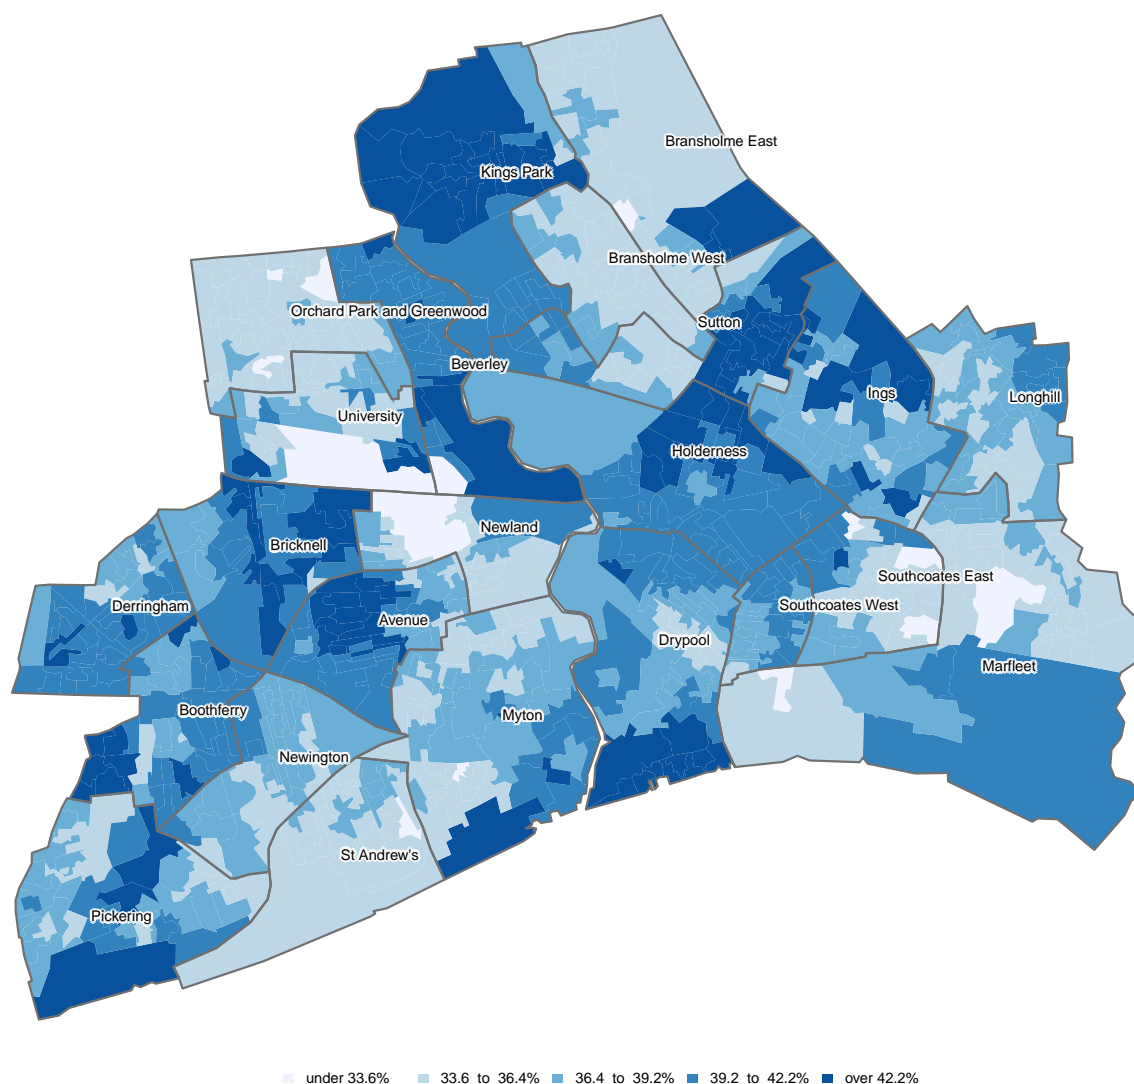 Bransholme East
Kings Park
Bransholme West
Orchard Park and Greenwood
Sutton
Beverley
Ings
Longhill
University
Holderness
Newland
Bricknell
Southcoates East
Derringham
Southcoates West
Avenue
Drypool
Marfleet
Boothferry
Myton
Newington
St Andrew's
Pickering
under 33.6% 33.6 to 36.4% 36.4 to 39.2% 39.2 to 42.2% over 42.2%